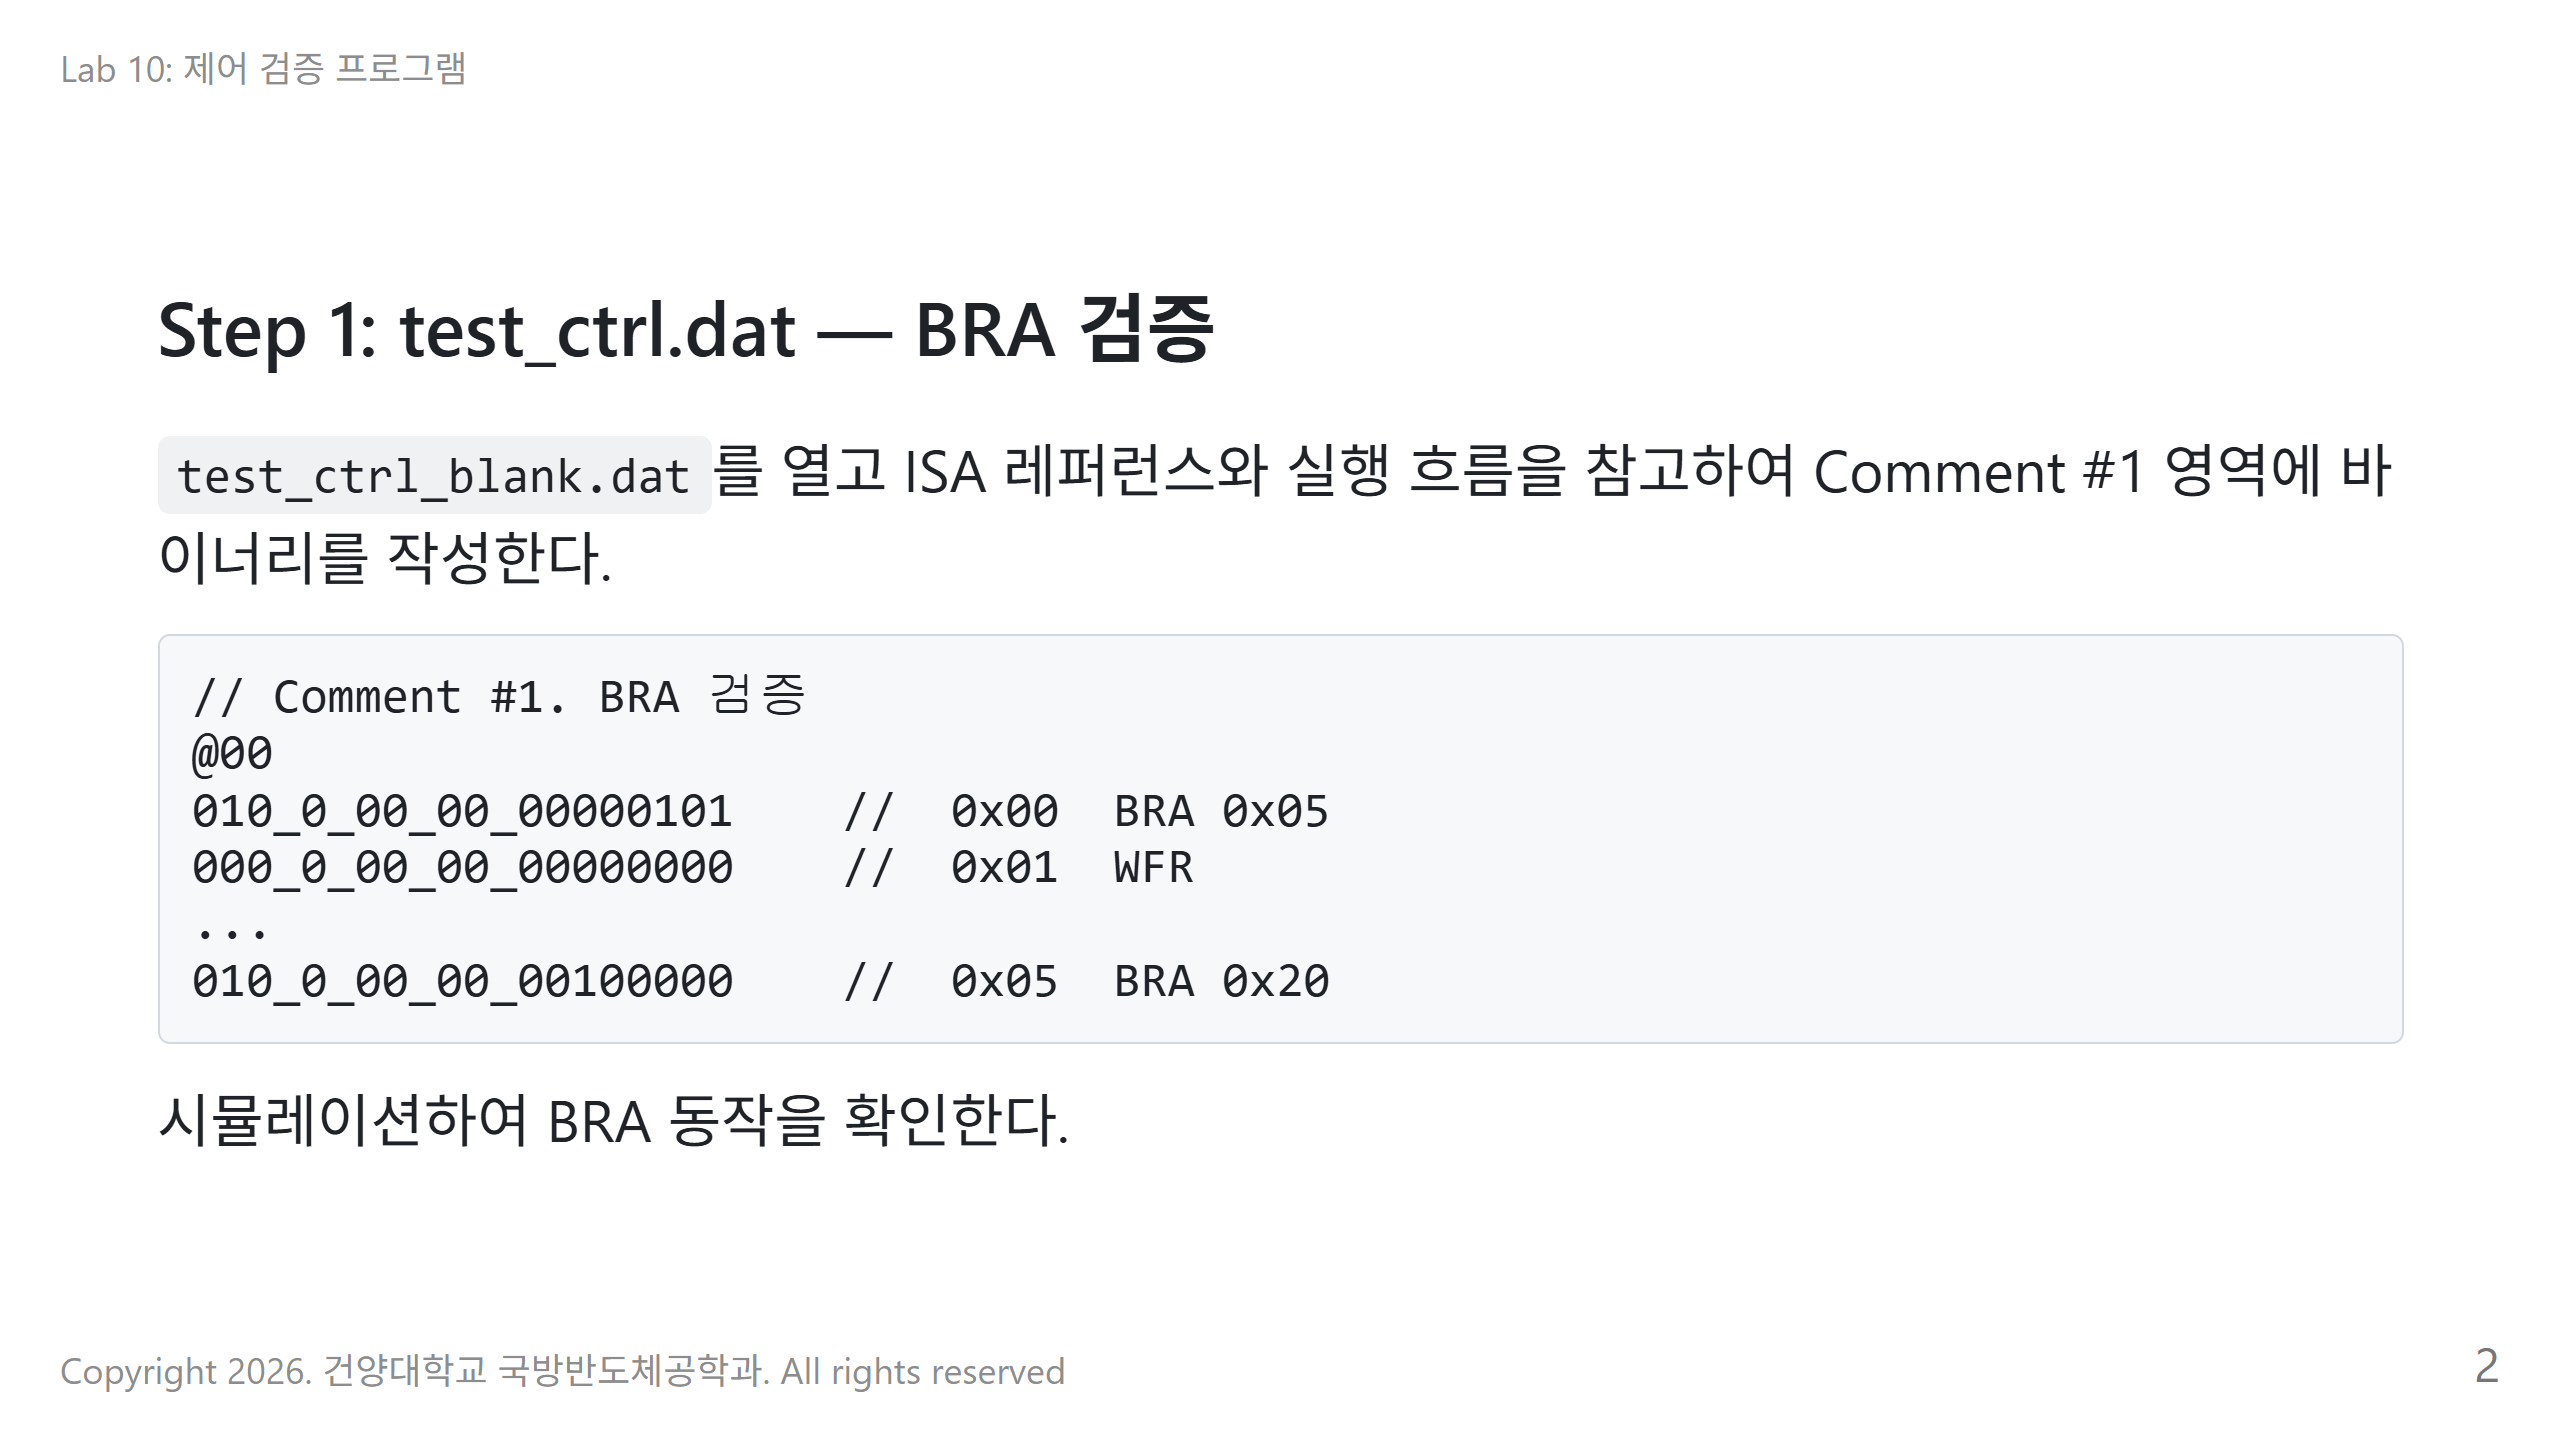 Lab 10: 제어 검증 프로그램
Step 1: test_ctrl.dat — BRA 검증
test_ctrl_blank.dat를 열고 ISA 레퍼런스와 실행 흐름을 참고하여 Comment #1 영역에 바
이너리를 작성한다.
// Comment #1. BRA 검증
@00
010_0_00_00_00000101    //  0x00  BRA 0x05
000_0_00_00_00000000    //  0x01  WFR
...
010_0_00_00_00100000    //  0x05  BRA 0x20
시뮬레이션하여 BRA 동작을 확인한다.
Copyright 2026. 건양대학교 국방반도체공학과. All rights reserved
2